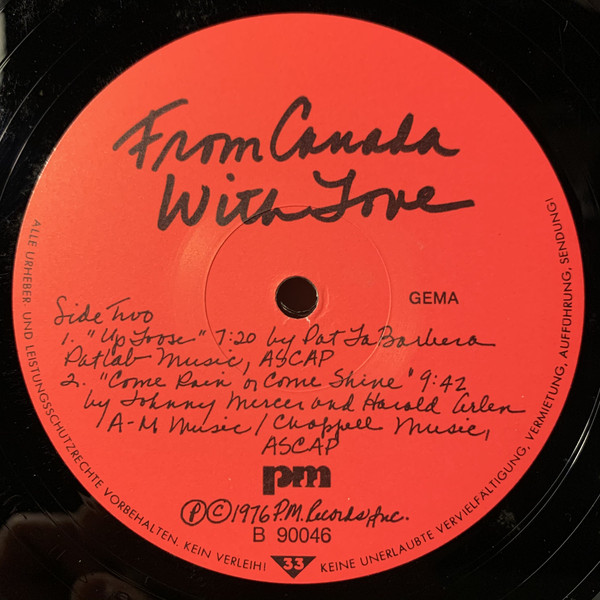 From Canada
With Love
GEMA
Side Two
1. "Up Loose" 7:20 by Pat LaBarbera
Patlab Music, ASCAP
2. "Come Rain or Come Shine" 9:42
by Johnny Mercer and Harold Arlen
A-M Music / Chappell Music,
ASCAP
pm
Ⓟ©1976 P.M. Records, Inc.
B 90046
33
ALLE URHEBER- UND LEISTUNGSSCHUTZRECHTE VORBEHALTEN. KEIN VERLEIH! KEINE UNERLAUBTE VERVIELFÄLTIGUNG, VERMIETUNG, AUFFÜHRUNG, SENDUNG!